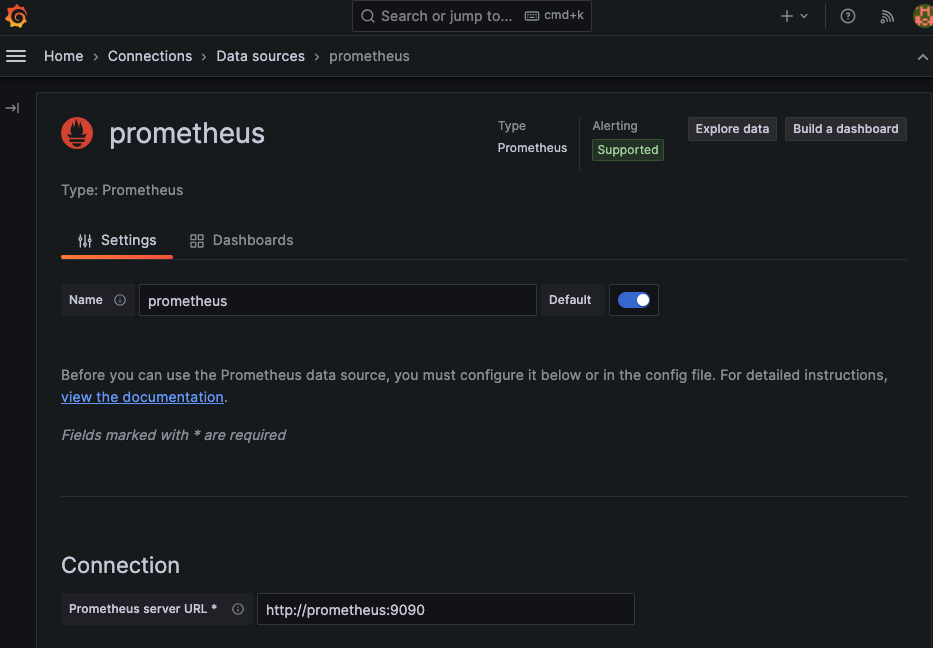 Search or jump to... cmd+k
Home › Connections › Data sources › prometheus
prometheus
Type
Prometheus
Alerting
Supported
Explore data
Build a dashboard
Type: Prometheus
Settings
Dashboards
Name
prometheus
Default
Before you can use the Prometheus data source, you must configure it below or in the config file. For detailed instructions,
view the documentation.
Fields marked with * are required
Connection
Prometheus server URL *
http://prometheus:9090